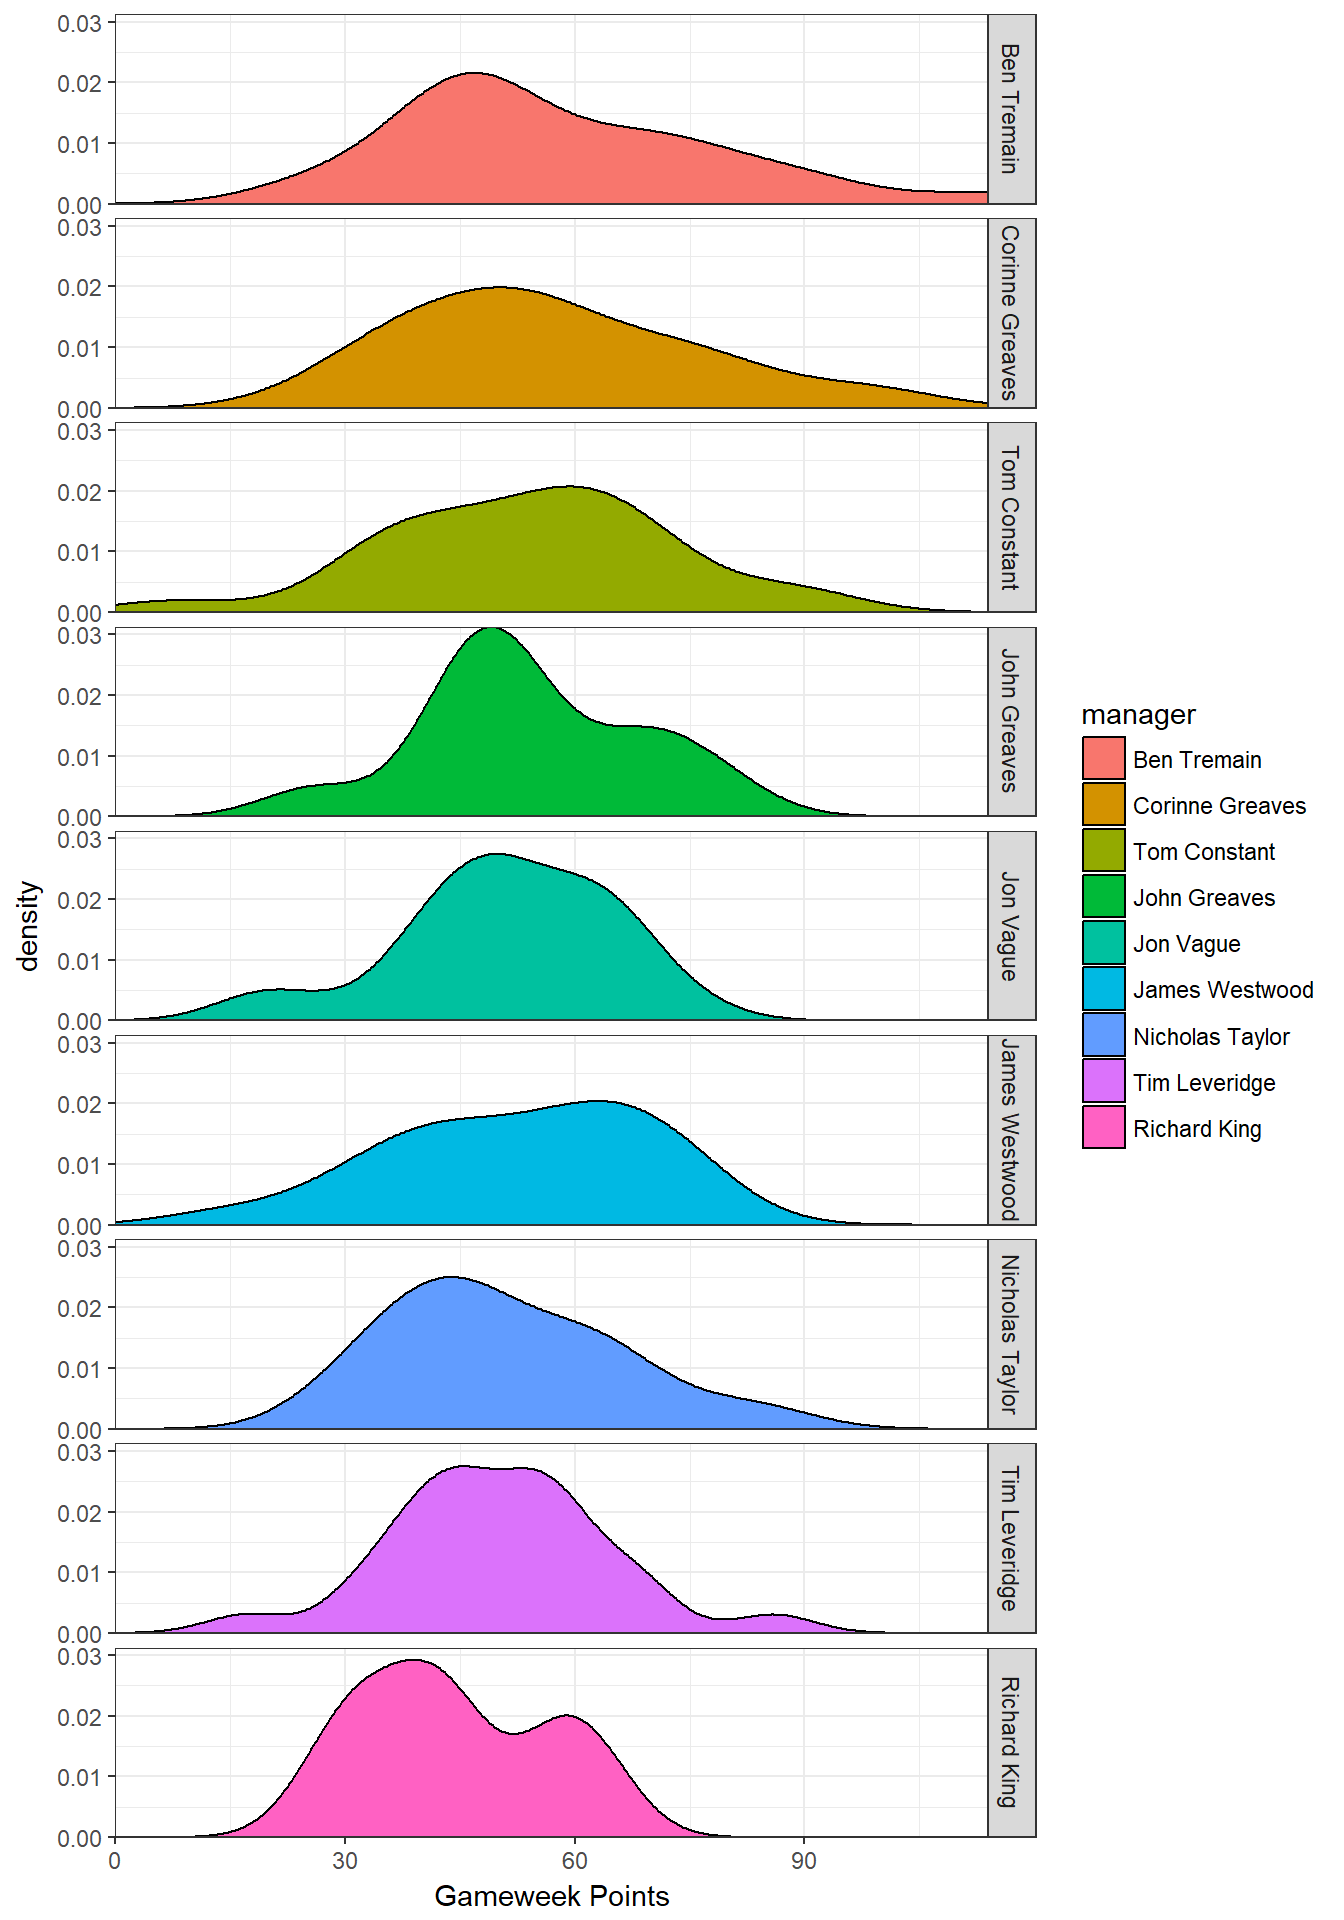 0.03
0.02
0.01
0.00
Ben Tremain
0.03
0.02
0.01
0.00
Corinne Greaves
0.03
0.02
0.01
0.00
Tom Constant
0.03
0.02
0.01
0.00
John Greaves
0.03
0.02
0.01
0.00
Jon Vague
0.03
0.02
0.01
0.00
James Westwood
0.03
0.02
0.01
0.00
Nicholas Taylor
0.03
0.02
0.01
0.00
Tim Leveridge
0.03
0.02
0.01
0.00
Richard King
0 30 60 90
Gameweek Points
density
manager
Ben Tremain
Corinne Greaves
Tom Constant
John Greaves
Jon Vague
James Westwood
Nicholas Taylor
Tim Leveridge
Richard King